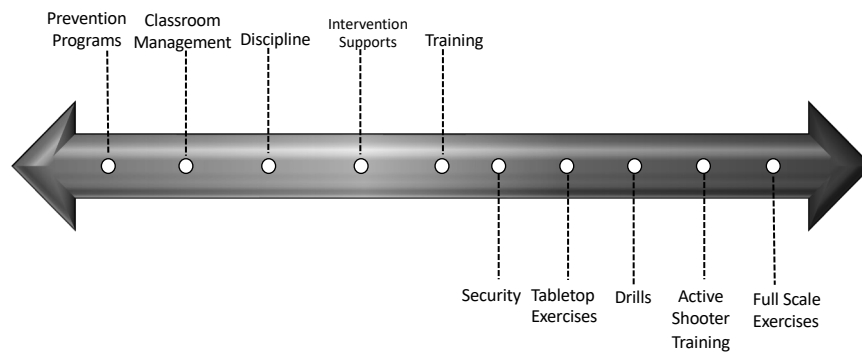 Prevention
Programs
Classroom
Management
Discipline
Intervention
Supports
Training
Security
Tabletop
Exercises
Drills
Active
Shooter
Training
Full Scale
Exercises